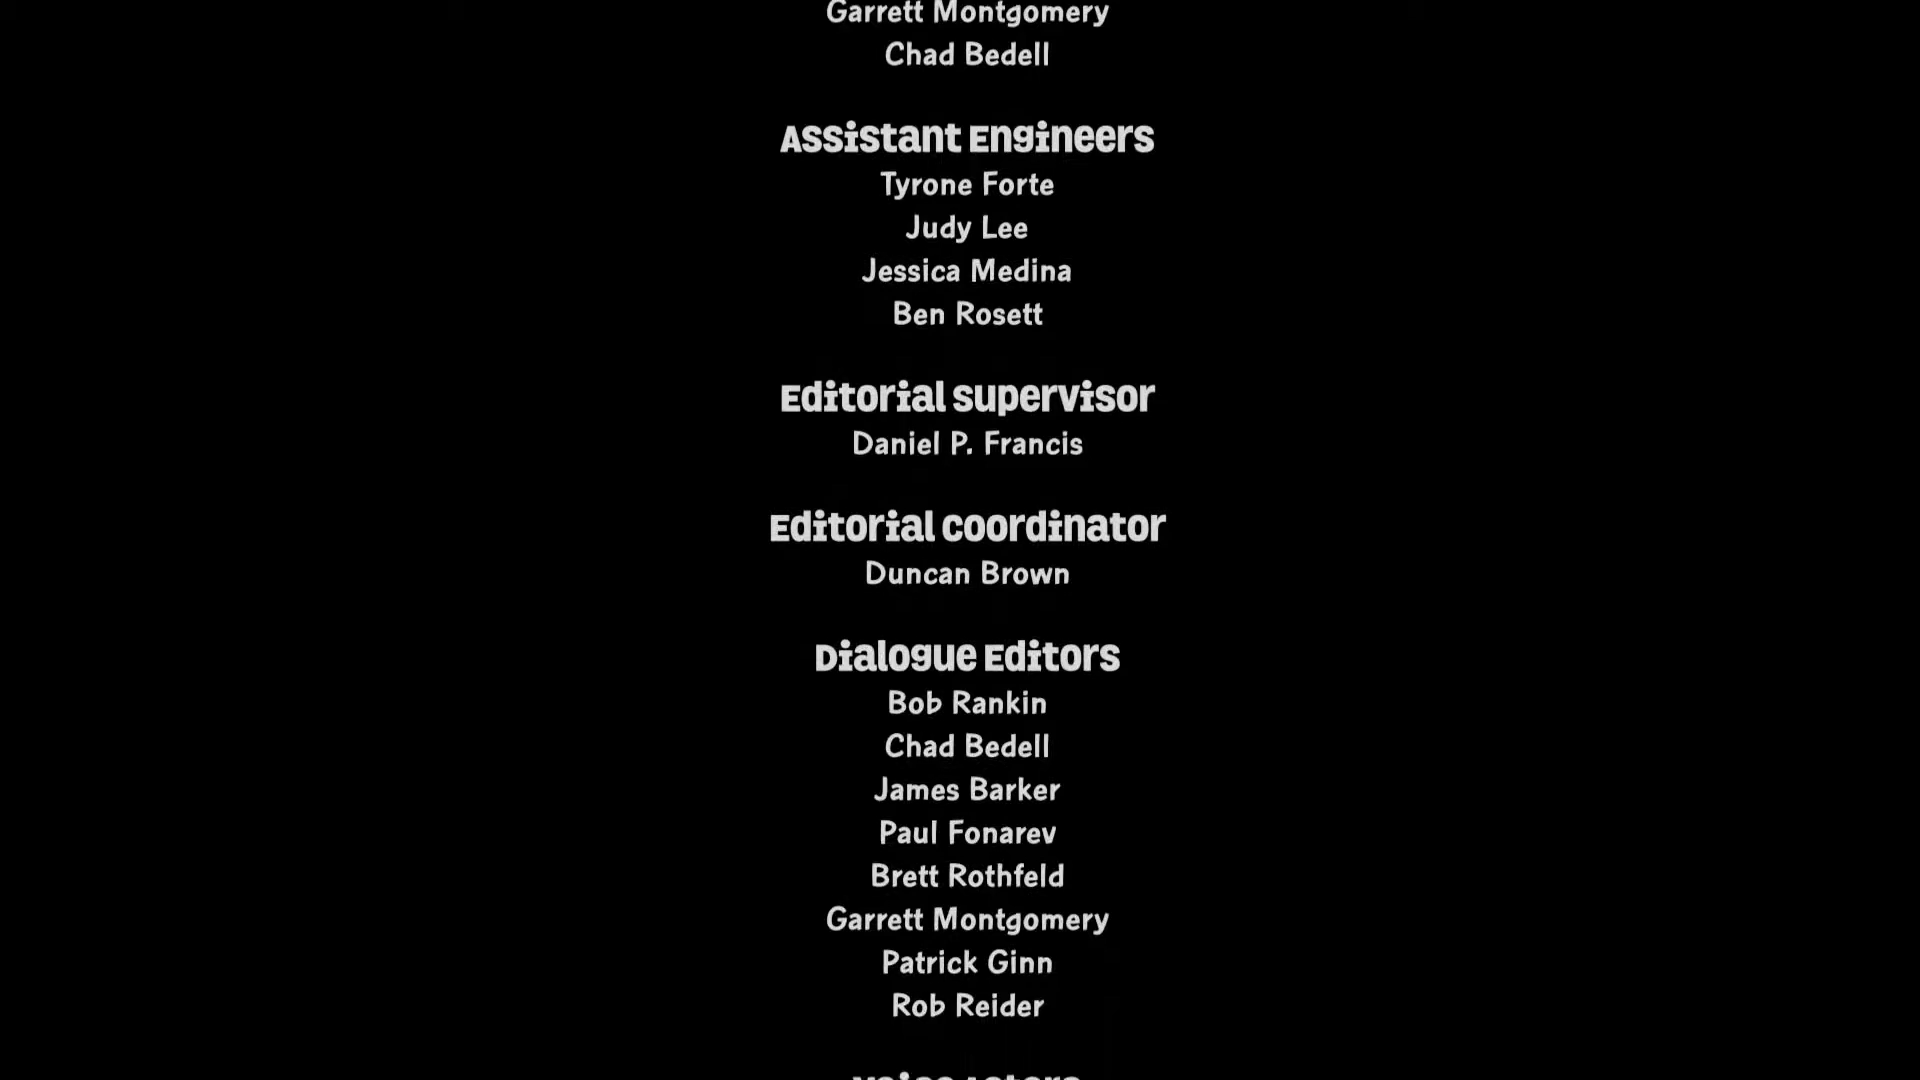 Garrett Montgomery
Chad Bedell
Assistant Engineers
Tyrone Forte
Judy Lee
Jessica Medina
Ben Rosett
Editorial supervisor
Daniel P. Francis
Editorial coordinator
Duncan Brown
Dialogue Editors
Bob Rankin
Chad Bedell
James Barker
Paul Fonarev
Brett Rothfeld
Garrett Montgomery
Patrick Ginn
Rob Reider
Voice Actors